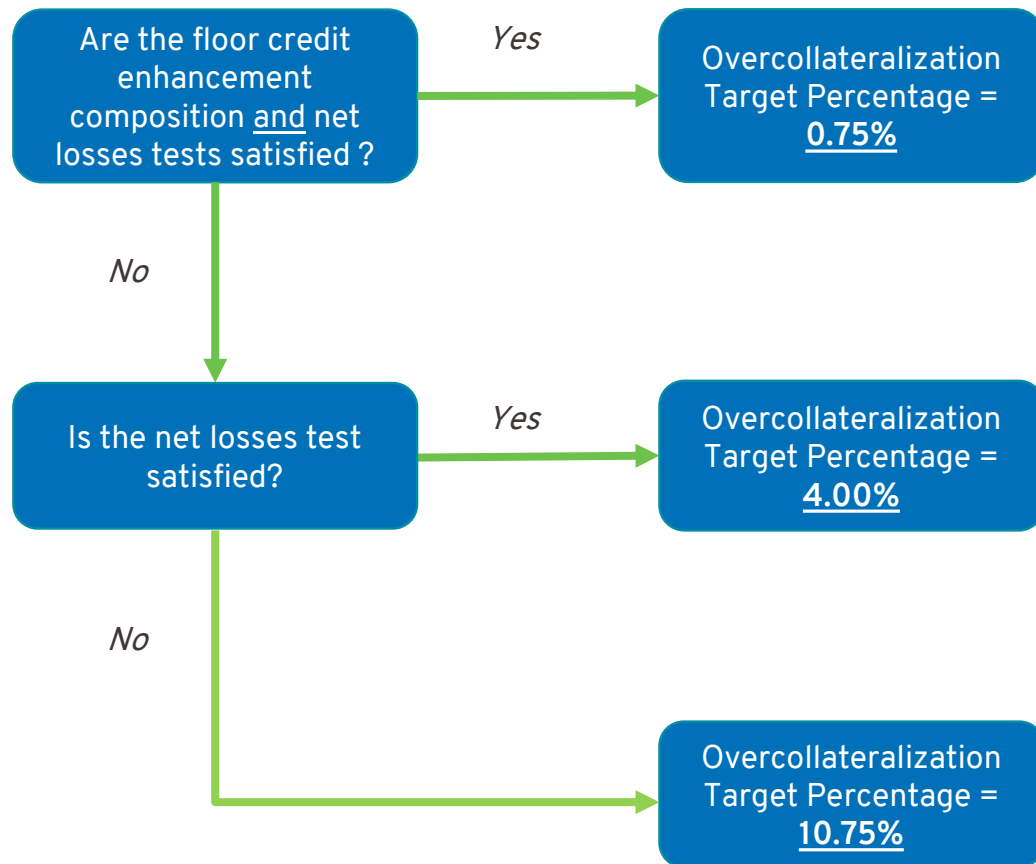 Are the floor credit
enhancement
composition and net
losses tests satisfied ?
Yes
Overcollateralization
Target Percentage =
0.75%
No
Is the net losses test
satisfied?
Yes
Overcollateralization
Target Percentage =
4.00%
No
Overcollateralization
Target Percentage =
10.75%